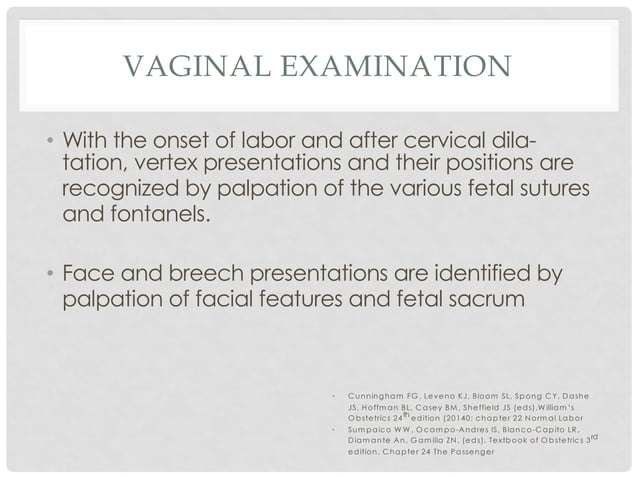 VAGINAL EXAMINATION
• With the onset of labor and after cervical dila-
tation, vertex presentations and their positions are
recognized by palpation of the various fetal sutures
and fontanels.
• Face and breech presentations are identified by
palpation of facial features and fetal sacrum
• Cunningham FG, Leveno KJ, Bloom SL, Spong CY, Dashe
JS, Hoffman BL, Casey BM, Sheffield JS (eds).William's
Obstetrics 24th edition (20140; chapter 22 Normal Labor
• Sumpaico WW, Ocampo-Andres IS, Blanco-Capito LR,
Diamante An, Gamilla ZN. (eds). Textbook of Obstetrics 3rd
edition. Chapter 24 The Passenger